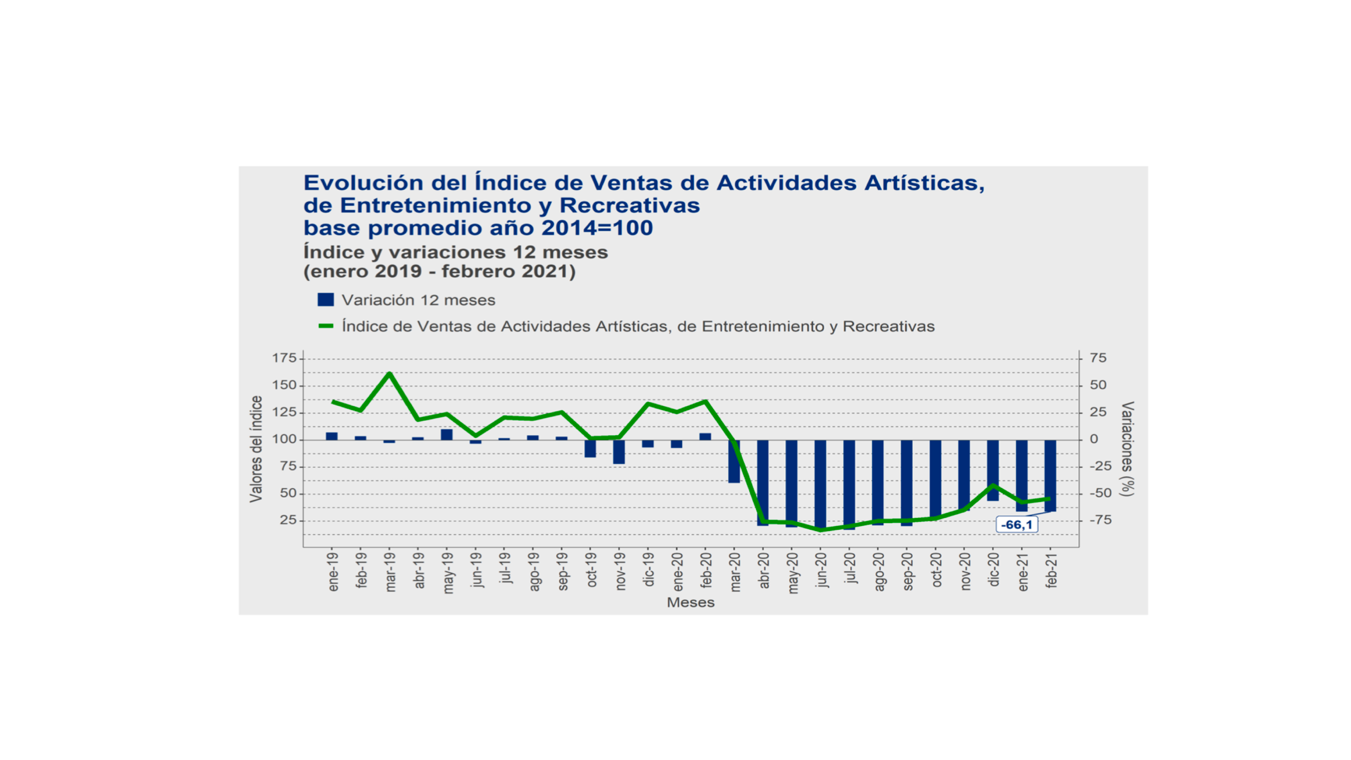 Evolución del Índice de Ventas de Actividades Artísticas,
de Entretenimiento y Recreativas
base promedio año 2014=100
Índice y variaciones 12 meses
(enero 2019 - febrero 2021)
Variación 12 meses
Índice de Ventas de Actividades Artísticas, de Entretenimiento y Recreativas
Valores del índice
175
150
125
100
75
50
25
75
50
25
0
-25
-50
-75
Variaciones (%)
-66,1
ene-19
feb-19
mar-19
abr-19
may-19
jun-19
jul-19
ago-19
sep-19
oct-19
nov-19
dic-19
ene-20
feb-20
mar-20
abr-20
may-20
jun-20
jul-20
ago-20
sep-20
oct-20
nov-20
dic-20
ene-21
feb-21
Meses